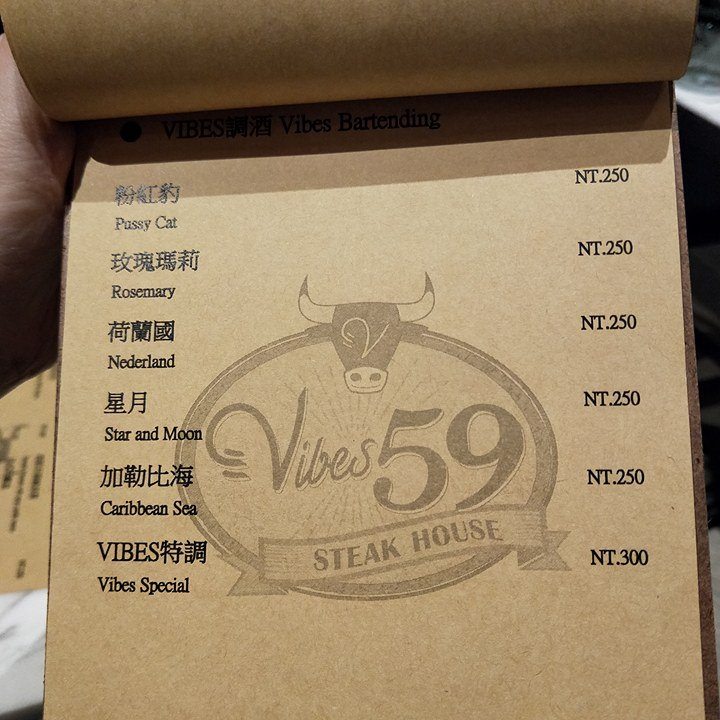 ● VIBES調酒 Vibes Bartending
粉紅豹 NT.250
Pussy Cat
玫瑰瑪莉 NT.250
Rosemary
荷蘭國 NT.250
Nederland
星月 NT.250
Star and Moon
加勒比海 NT.250
Caribbean Sea
VIBES特調 NT.300
Vibes Special
V
Vibes 59
STEAK HOUSE